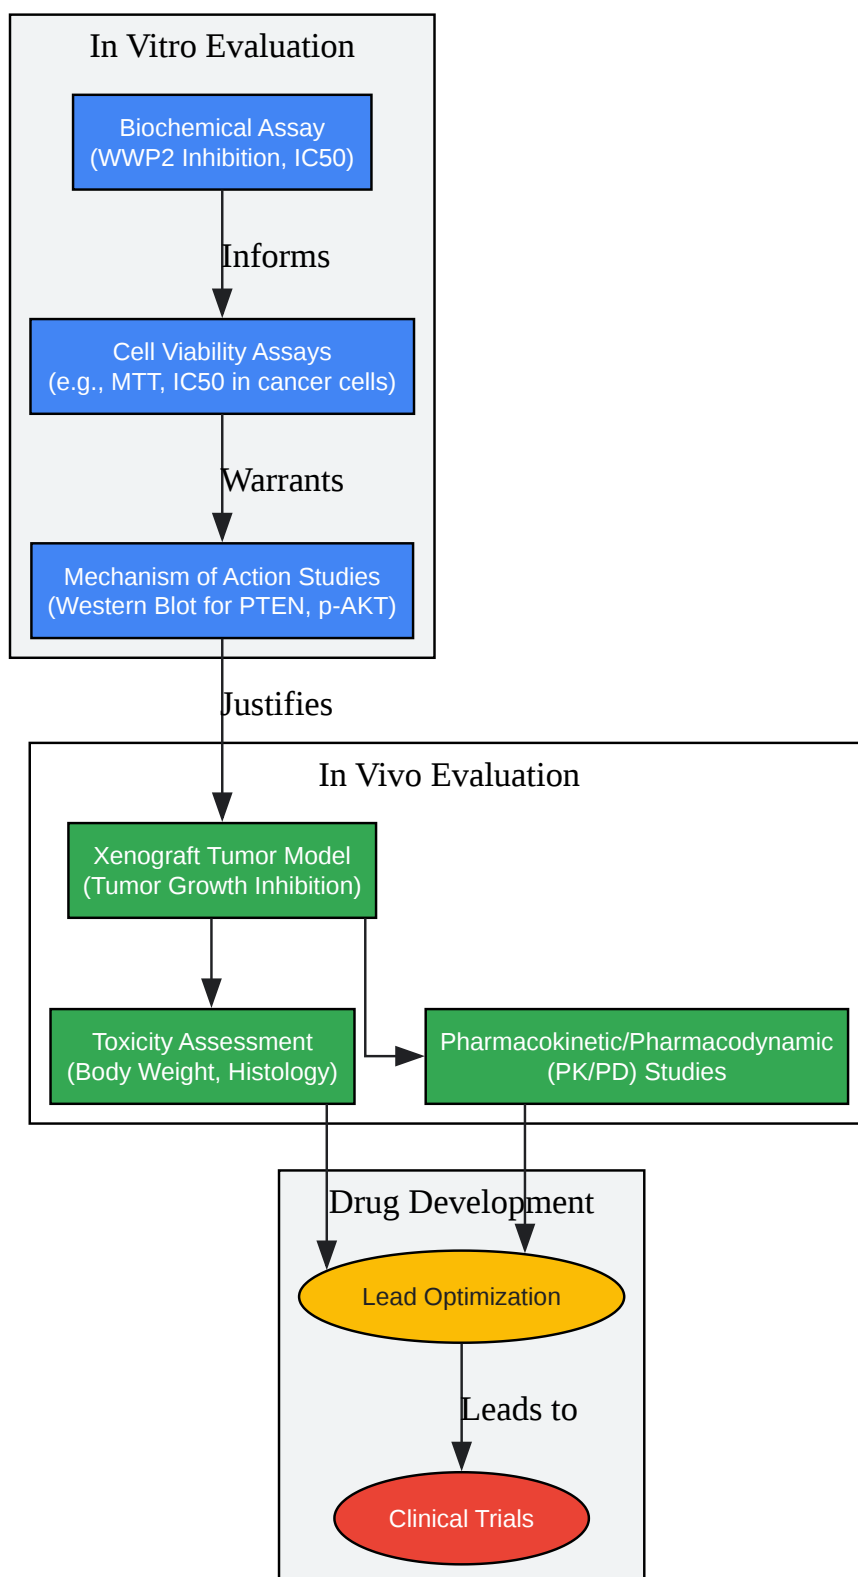 In Vitro Evaluation
Biochemical Assay
(WWP2 Inhibition, IC50)
Informs
Cell Viability Assays
(e.g., MTT, IC50 in cancer cells)
Warrants
Mechanism of Action Studies
(Western Blot for PTEN, p-AKT)
Justifies
In Vivo Evaluation
Xenograft Tumor Model
(Tumor Growth Inhibition)
Toxicity Assessment
(Body Weight, Histology)
Pharmacokinetic/Pharmacodynamic
(PK/PD) Studies
Drug Development
Lead Optimization
Leads to
Clinical Trials